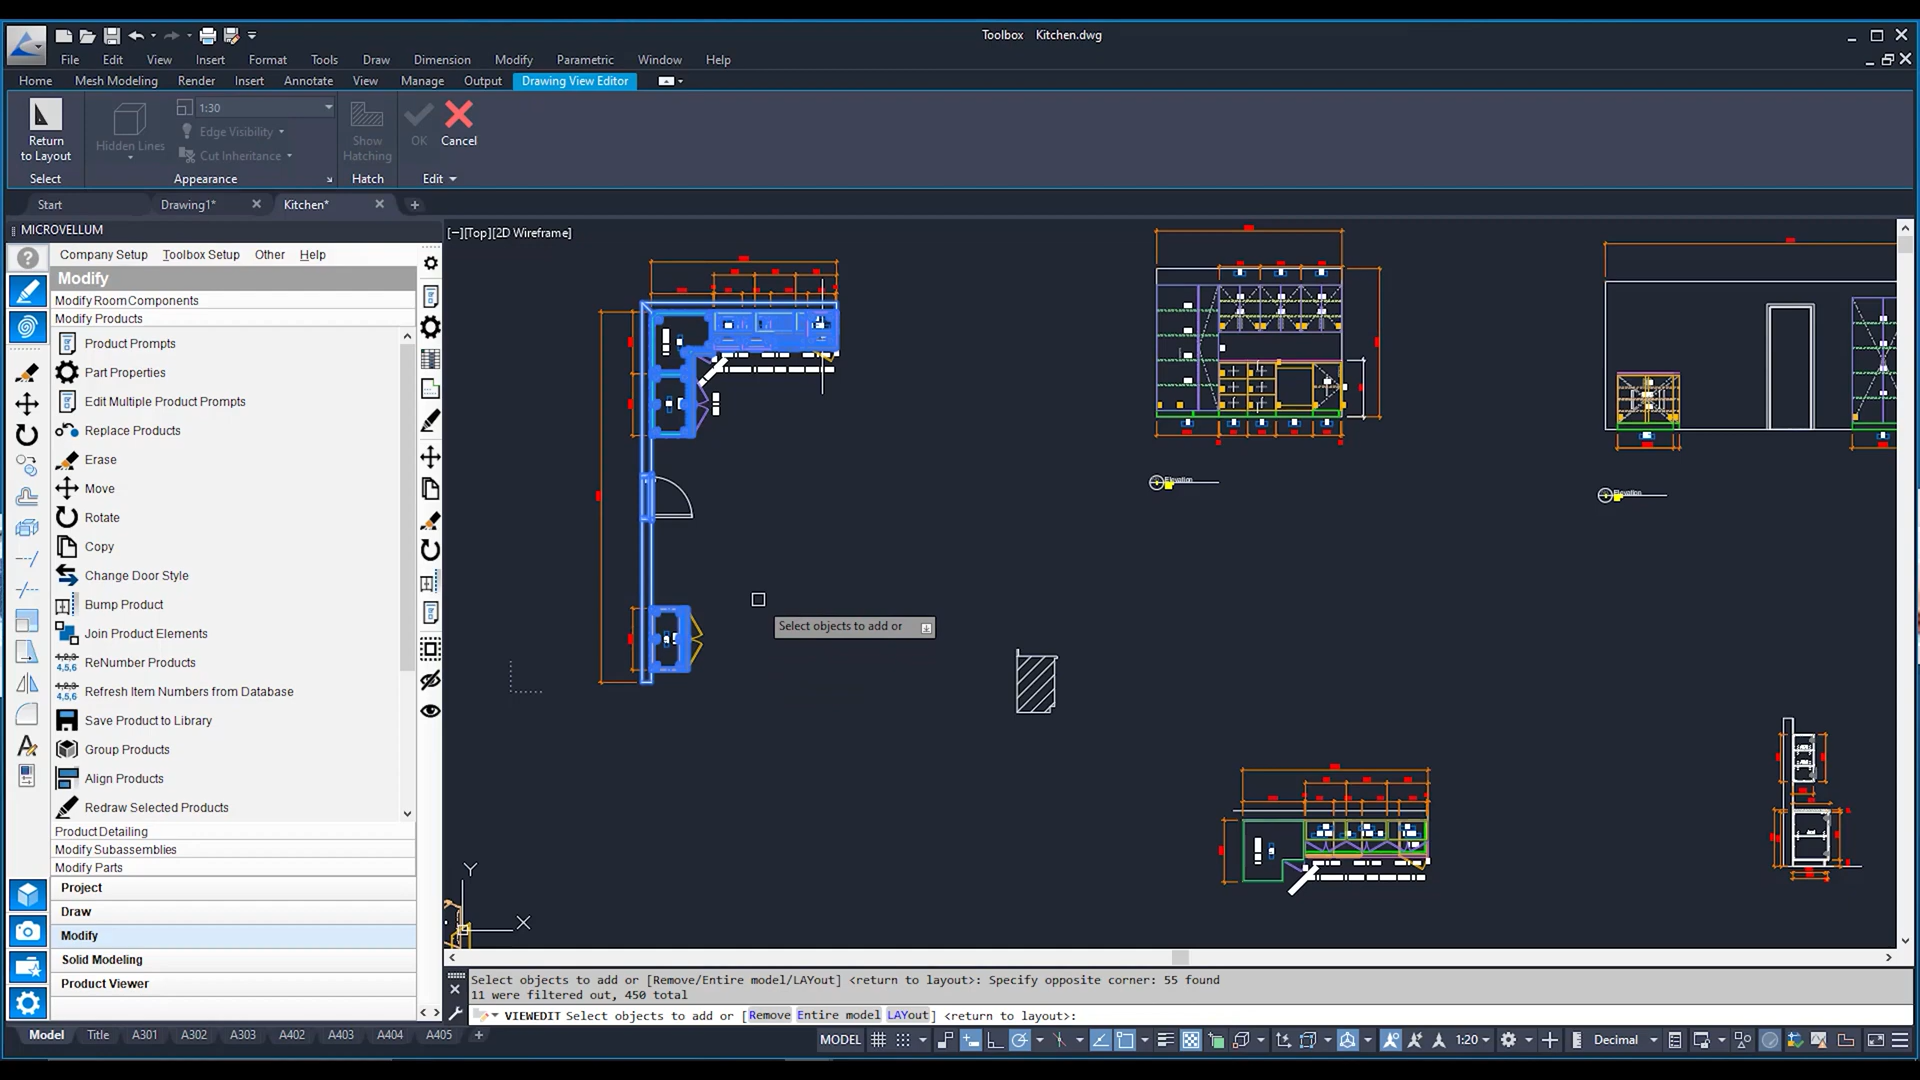 Toolbox Kitchen.dwg
File Edit View Insert Format Tools Draw Dimension Modify Parametric Window Help
Home Mesh Modeling Render Insert Annotate View Manage Output Drawing View Editor
Return to Layout
Hidden Lines
1:30
Edge Visibility
Cut Inheritance
Show Hatching
OK
Cancel
Select Appearance Hatch Edit
Start Drawing1* Kitchen*
MICROVELLUM
[−][Top][2D Wireframe]
Company Setup Toolbox Setup Other Help
Modify
Modify Room Components
Modify Products
Product Prompts
Part Properties
Edit Multiple Product Prompts
Replace Products
Erase
Move
Rotate
Copy
Change Door Style
Bump Product
Join Product Elements
ReNumber Products
Refresh Item Numbers from Database
Save Product to Library
Group Products
Align Products
Redraw Selected Products
Product Detailing
Modify Subassemblies
Modify Parts
Project
Draw
Modify
Solid Modeling
Product Viewer
Elevation
Elevation
Select objects to add or
Y
X
Select objects to add or [Remove/Entire model/LAYout] <return to layout>: Specify opposite corner: 55 found
11 were filtered out, 450 total
VIEWEDIT Select objects to add or [Remove Entire model LAYout] <return to layout>:
Model Title A301 A302 A303 A402 A403 A404 A405
MODEL 1:20 Decimal